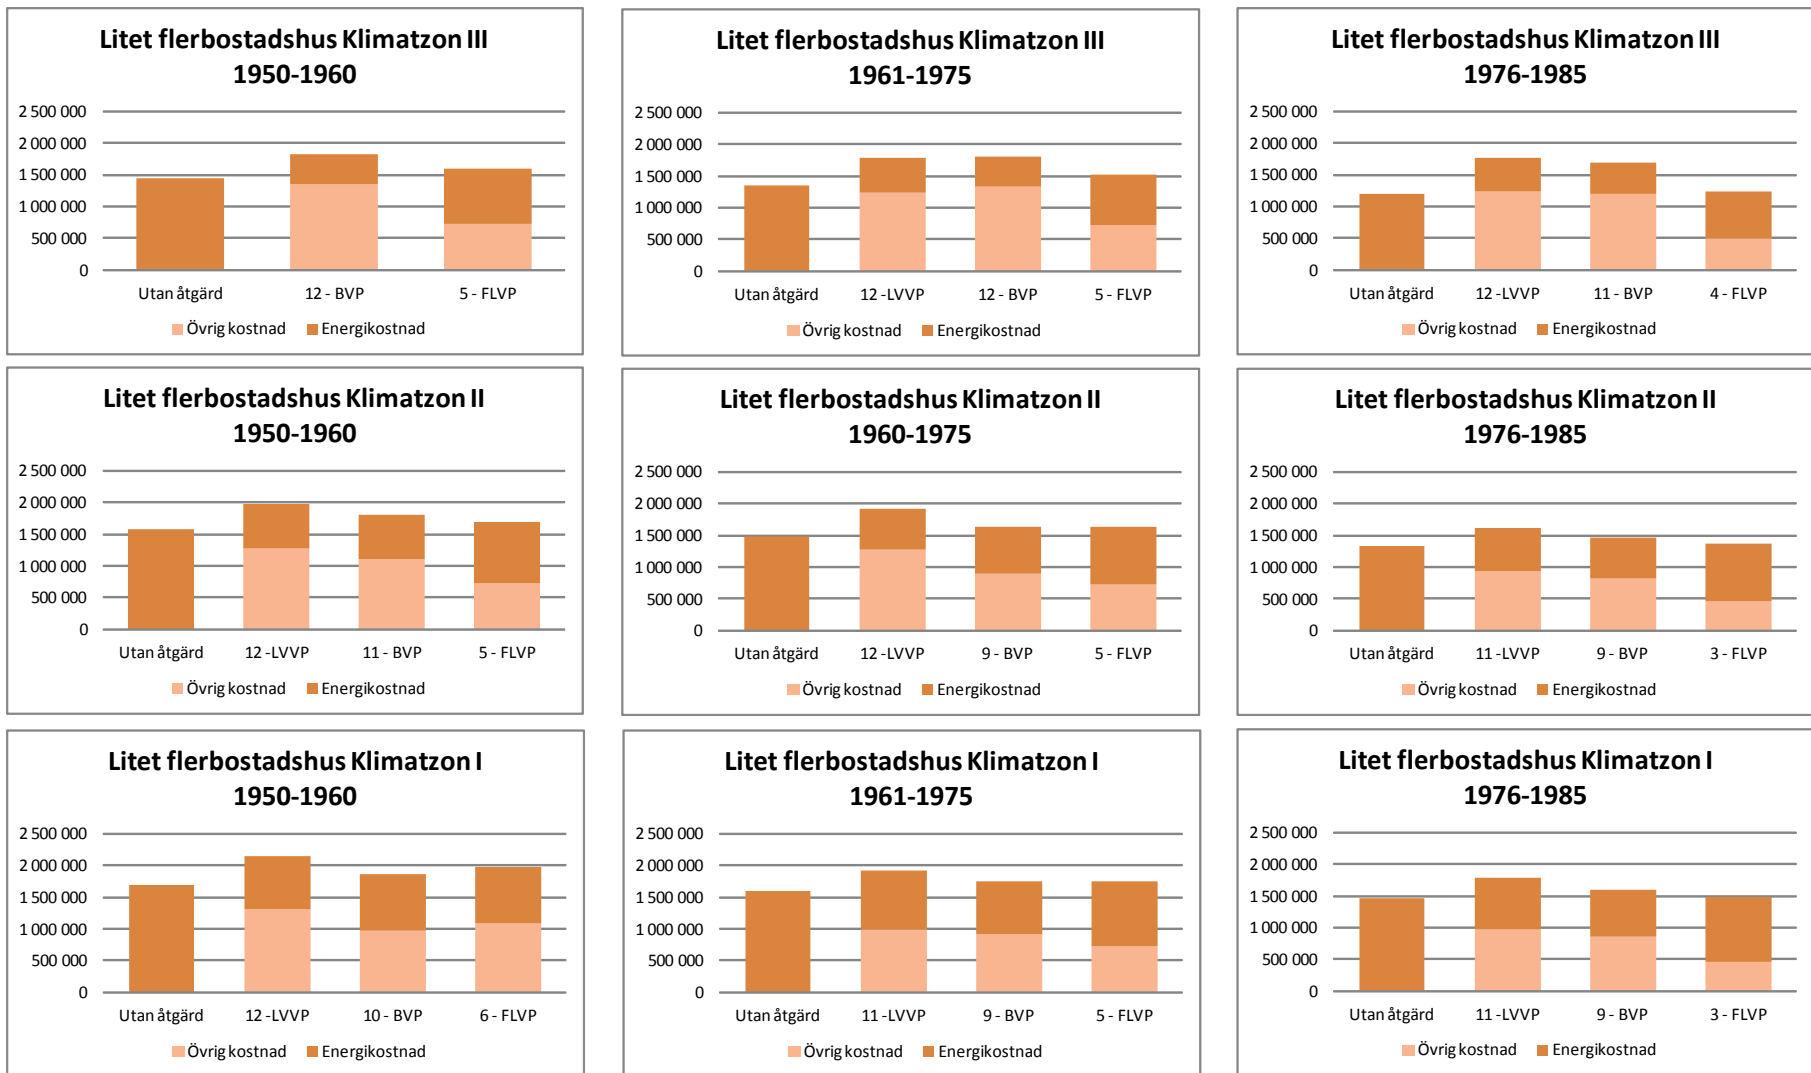 Litet flerbostadshus Klimatzon III
1950-1960
2 500 000
2 000 000
1 500 000
1 000 000
500 000
0
Utan åtgärd 12 - BVP 5 - FLVP
Övrig kostnad Energikostnad
Litet flerbostadshus Klimatzon III
1961-1975
2 500 000
2 000 000
1 500 000
1 000 000
500 000
0
Utan åtgärd 12 -LVVP 12 - BVP 5 - FLVP
Övrig kostnad Energikostnad
Litet flerbostadshus Klimatzon III
1976-1985
2 500 000
2 000 000
1 500 000
1 000 000
500 000
0
Utan åtgärd 12 -LVVP 11 - BVP 4 - FLVP
Övrig kostnad Energikostnad
Litet flerbostadshus Klimatzon II
1950-1960
2 500 000
2 000 000
1 500 000
1 000 000
500 000
0
Utan åtgärd 12 -LVVP 11 - BVP 5 - FLVP
Övrig kostnad Energikostnad
Litet flerbostadshus Klimatzon II
1960-1975
2 500 000
2 000 000
1 500 000
1 000 000
500 000
0
Utan åtgärd 12 -LVVP 9 - BVP 5 - FLVP
Övrig kostnad Energikostnad
Litet flerbostadshus Klimatzon II
1976-1985
2 500 000
2 000 000
1 500 000
1 000 000
500 000
0
Utan åtgärd 11 -LVVP 9 - BVP 3 - FLVP
Övrig kostnad Energikostnad
Litet flerbostadshus Klimatzon I
1950-1960
2 500 000
2 000 000
1 500 000
1 000 000
500 000
0
Utan åtgärd 12 -LVVP 10 - BVP 6 - FLVP
Övrig kostnad Energikostnad
Litet flerbostadshus Klimatzon I
1961-1975
2 500 000
2 000 000
1 500 000
1 000 000
500 000
0
Utan åtgärd 11 -LVVP 9 - BVP 5 - FLVP
Övrig kostnad Energikostnad
Litet flerbostadshus Klimatzon I
1976-1985
2 500 000
2 000 000
1 500 000
1 000 000
500 000
0
Utan åtgärd 11 -LVVP 9 - BVP 3 - FLVP
Övrig kostnad Energikostnad